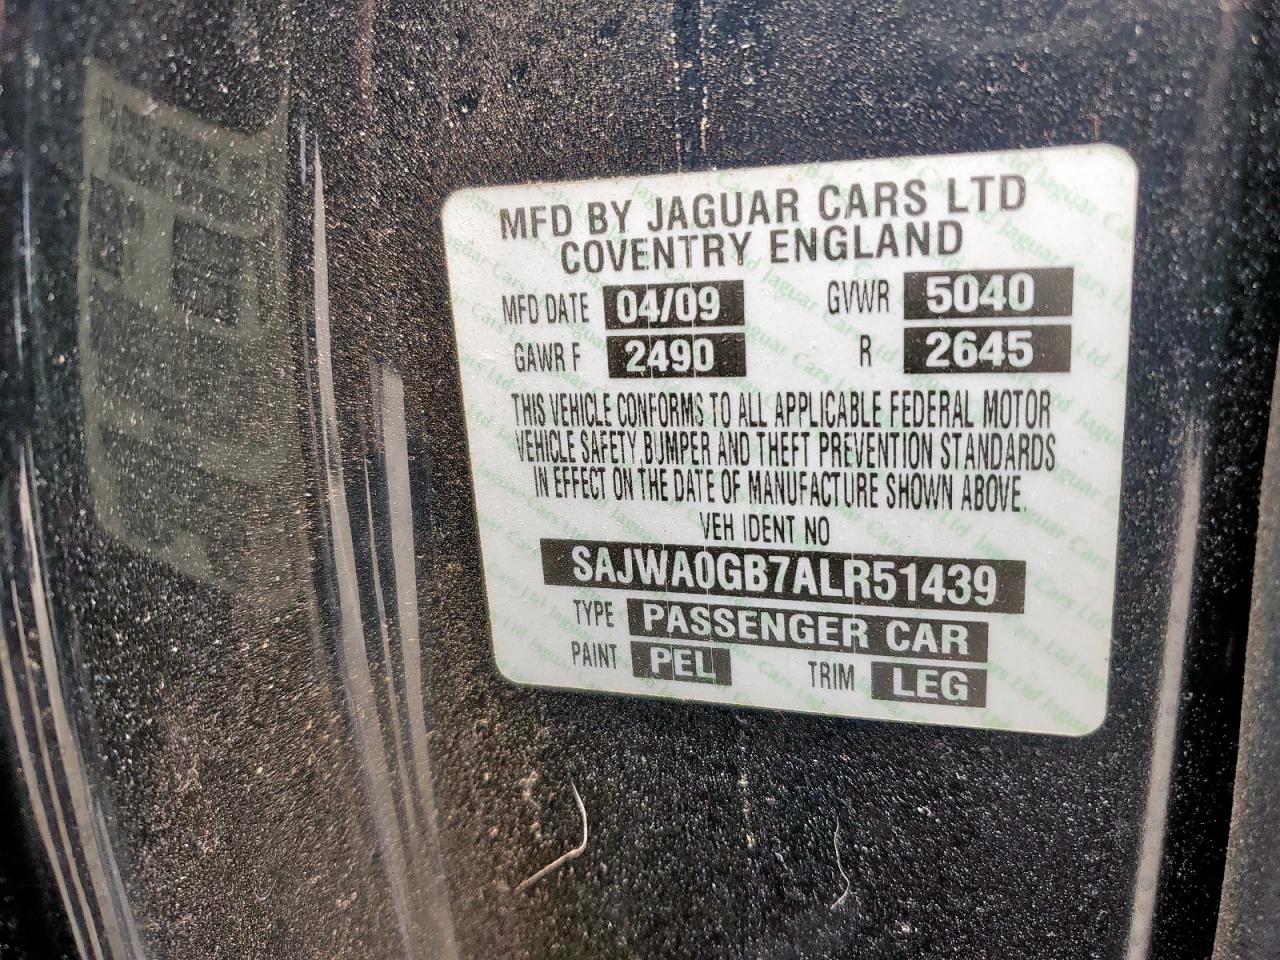 MFD BY JAGUAR CARS LTD
COVENTRY ENGLAND
MFD DATE 04/09 GVWR 5040
GAWR F 2490 R 2645
THIS VEHICLE CONFORMS TO ALL APPLICABLE FEDERAL MOTOR
VEHICLE SAFETY, BUMPER AND THEFT PREVENTION STANDARDS
IN EFFECT ON THE DATE OF MANUFACTURE SHOWN ABOVE.
VEH IDENT NO
SAJWA0GB7ALR51439
TYPE PASSENGER CAR
PAINT PEL TRIM LEG